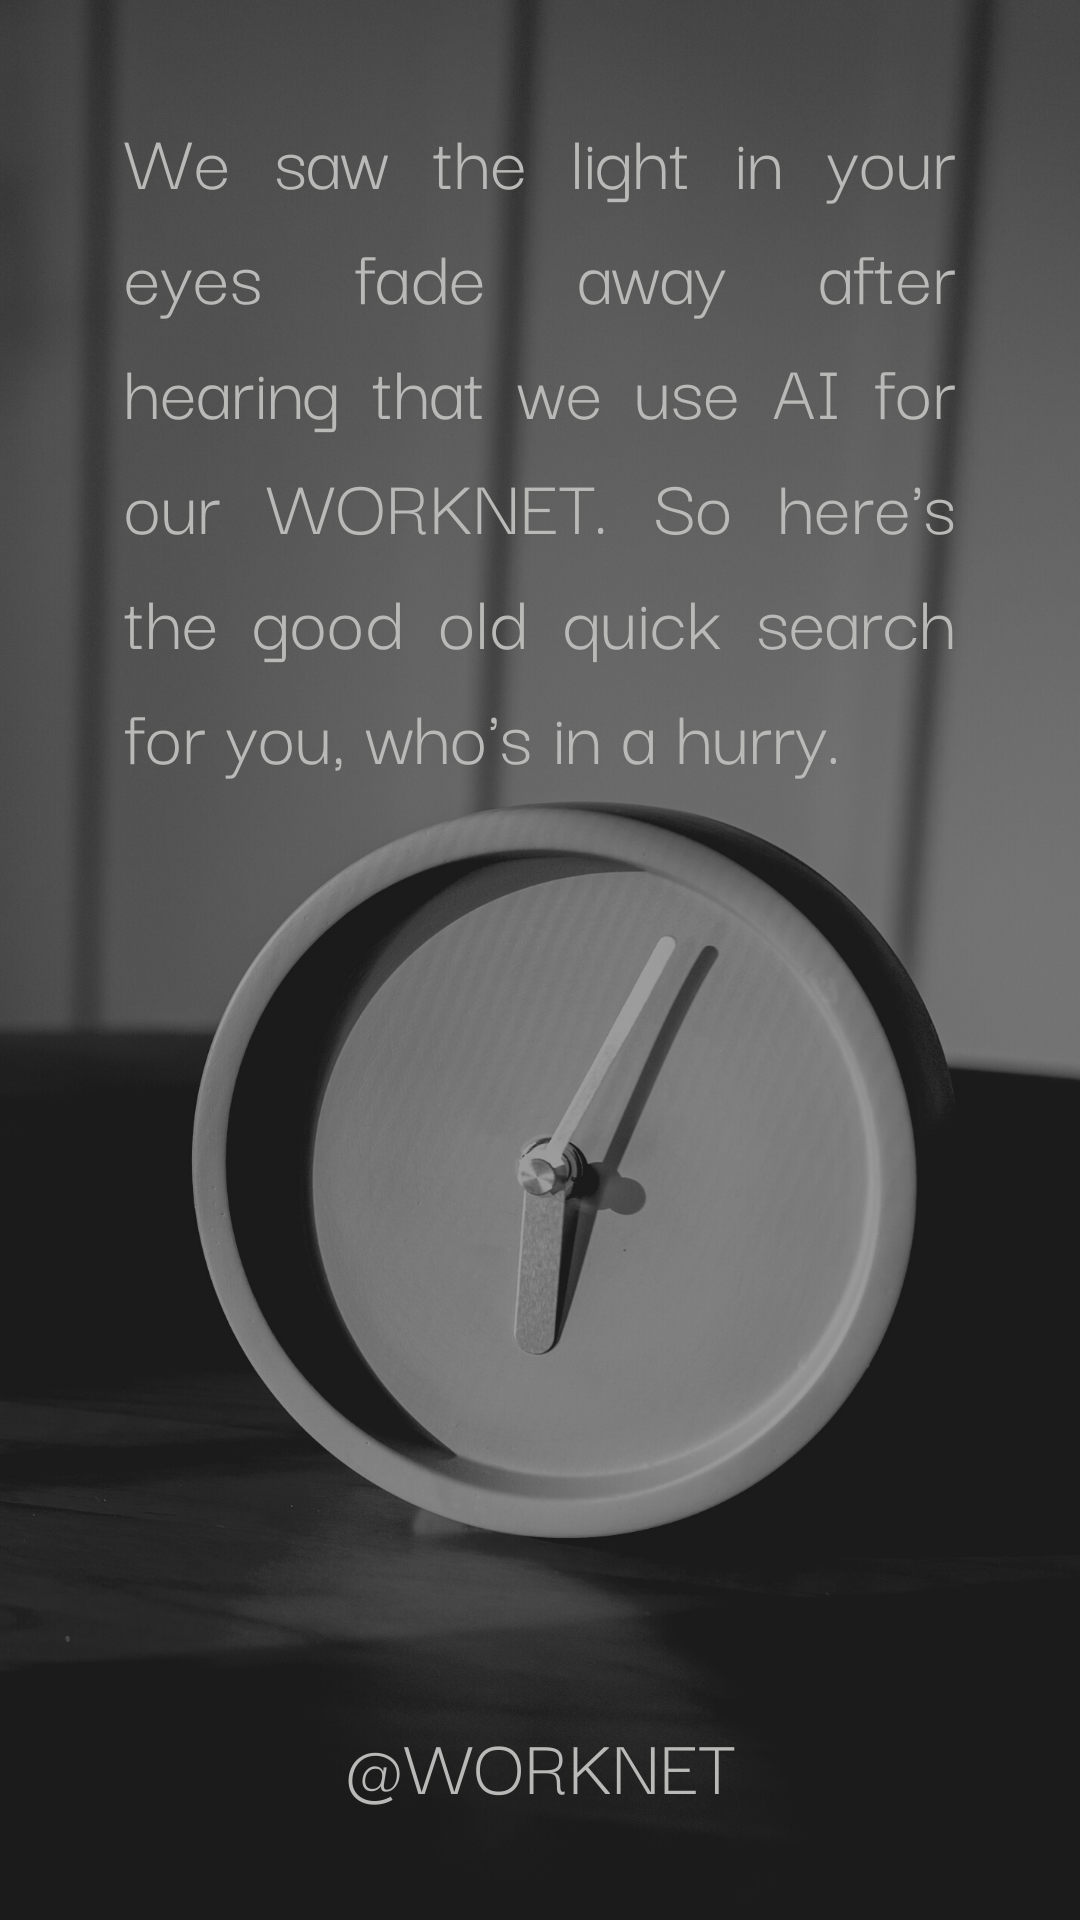 We saw the light in your
eyes fade away after
hearing that we use AI for
our WORKNET. So here’s
the good old quick search
for you, who’s in a hurry.
@WORKNET